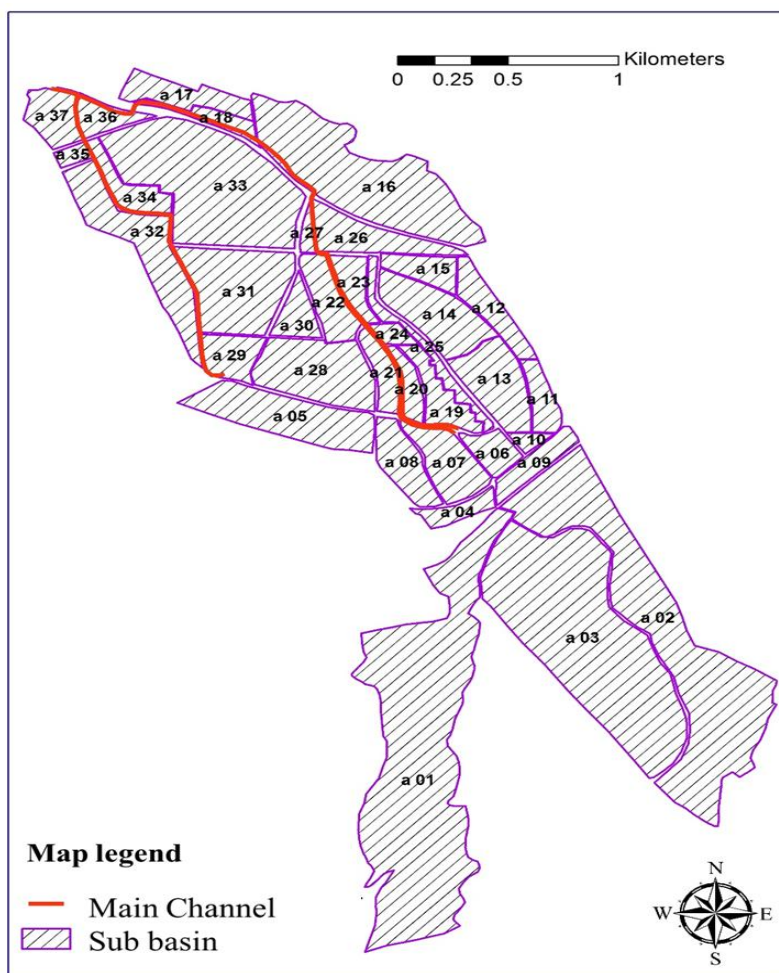 Kilometers
0 0.25 0.5 1
a 17
a 37
a 36
a 18
a 35
a 33
a 16
a 34
a 32
a 27
a 26
a 15
a 23
a 31
a 22
a 12
a 14
a 30
a 24
a 25
a 29
a 28
a 21
a 13
a 20
a 11
a 05
a 19
a 10
a 06
a 08
a 07
a 09
a 04
a 02
a 03
a 01
Map legend
Main Channel
Sub basin
N
W E
S